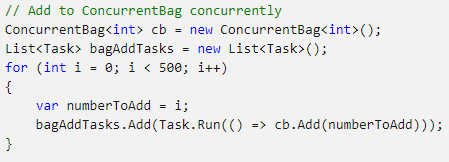 // Add to ConcurrentBag concurrently
ConcurrentBag<int> cb = new ConcurrentBag<int>();
List<Task> bagAddTasks = new List<Task>();
for (int i = 0; i < 500; i++)
{
    var numberToAdd = i;
    bagAddTasks.Add(Task.Run(() => cb.Add(numberToAdd)));
}